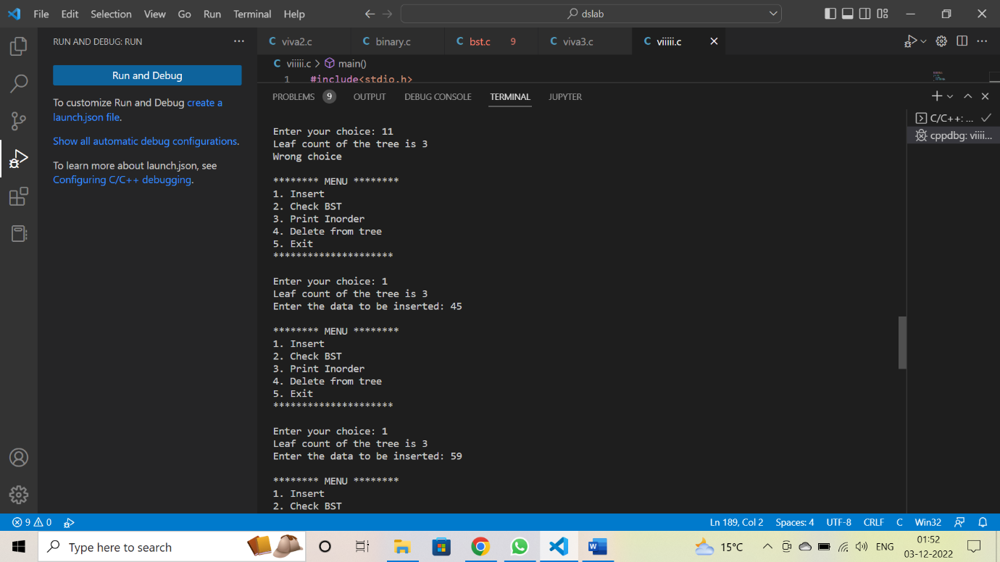 File Edit Selection View Go Run Terminal Help
dslab
RUN AND DEBUG: RUN
Run and Debug
To customize Run and Debug create a
launch.json file.
Show all automatic debug configurations.
To learn more about launch.json, see
Configuring C/C++ debugging.
C viva2.c C binary.c C bst.c 9 C viva3.c C viiiii.c
C viiiii.c > main()
1 #include<stdio.h>
PROBLEMS 9 OUTPUT DEBUG CONSOLE TERMINAL JUPYTER
C/C++: ...
cppdbg: viiii...
Enter your choice: 11
Leaf count of the tree is 3
Wrong choice
******** MENU ********
1. Insert
2. Check BST
3. Print Inorder
4. Delete from tree
5. Exit
*********************
Enter your choice: 1
Leaf count of the tree is 3
Enter the data to be inserted: 45
******** MENU ********
1. Insert
2. Check BST
3. Print Inorder
4. Delete from tree
5. Exit
*********************
Enter your choice: 1
Leaf count of the tree is 3
Enter the data to be inserted: 59
******** MENU ********
1. Insert
2. Check BST
9 0 Ln 189, Col 2 Spaces: 4 UTF-8 CRLF C Win32
Type here to search
15°C ENG
01:52
03-12-2022